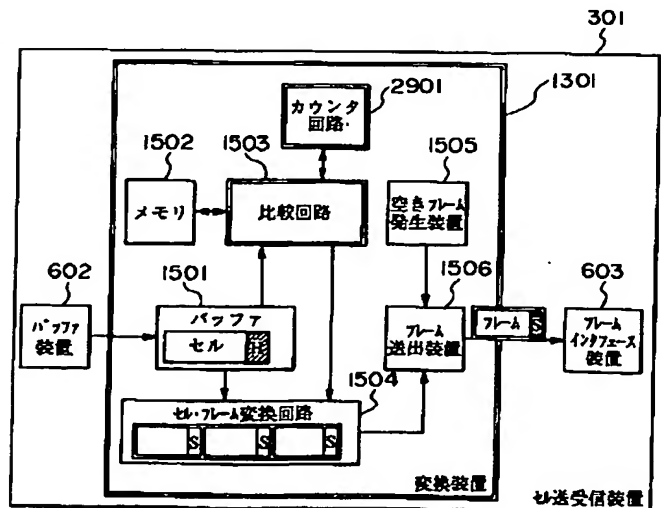 301
1301
2901
カウンタ
回路
1502
1503
1505
メモリ
比較回路
空きフレーム
発生装置
602
1501
1506
603
バッファ
装置
バッファ
セル
H
フレーム
送出装置
フレーム
S
フレーム
インタフェース
装置
1504
セル・フレーム変換回路
S
S
S
変換装置
セル送受信装置